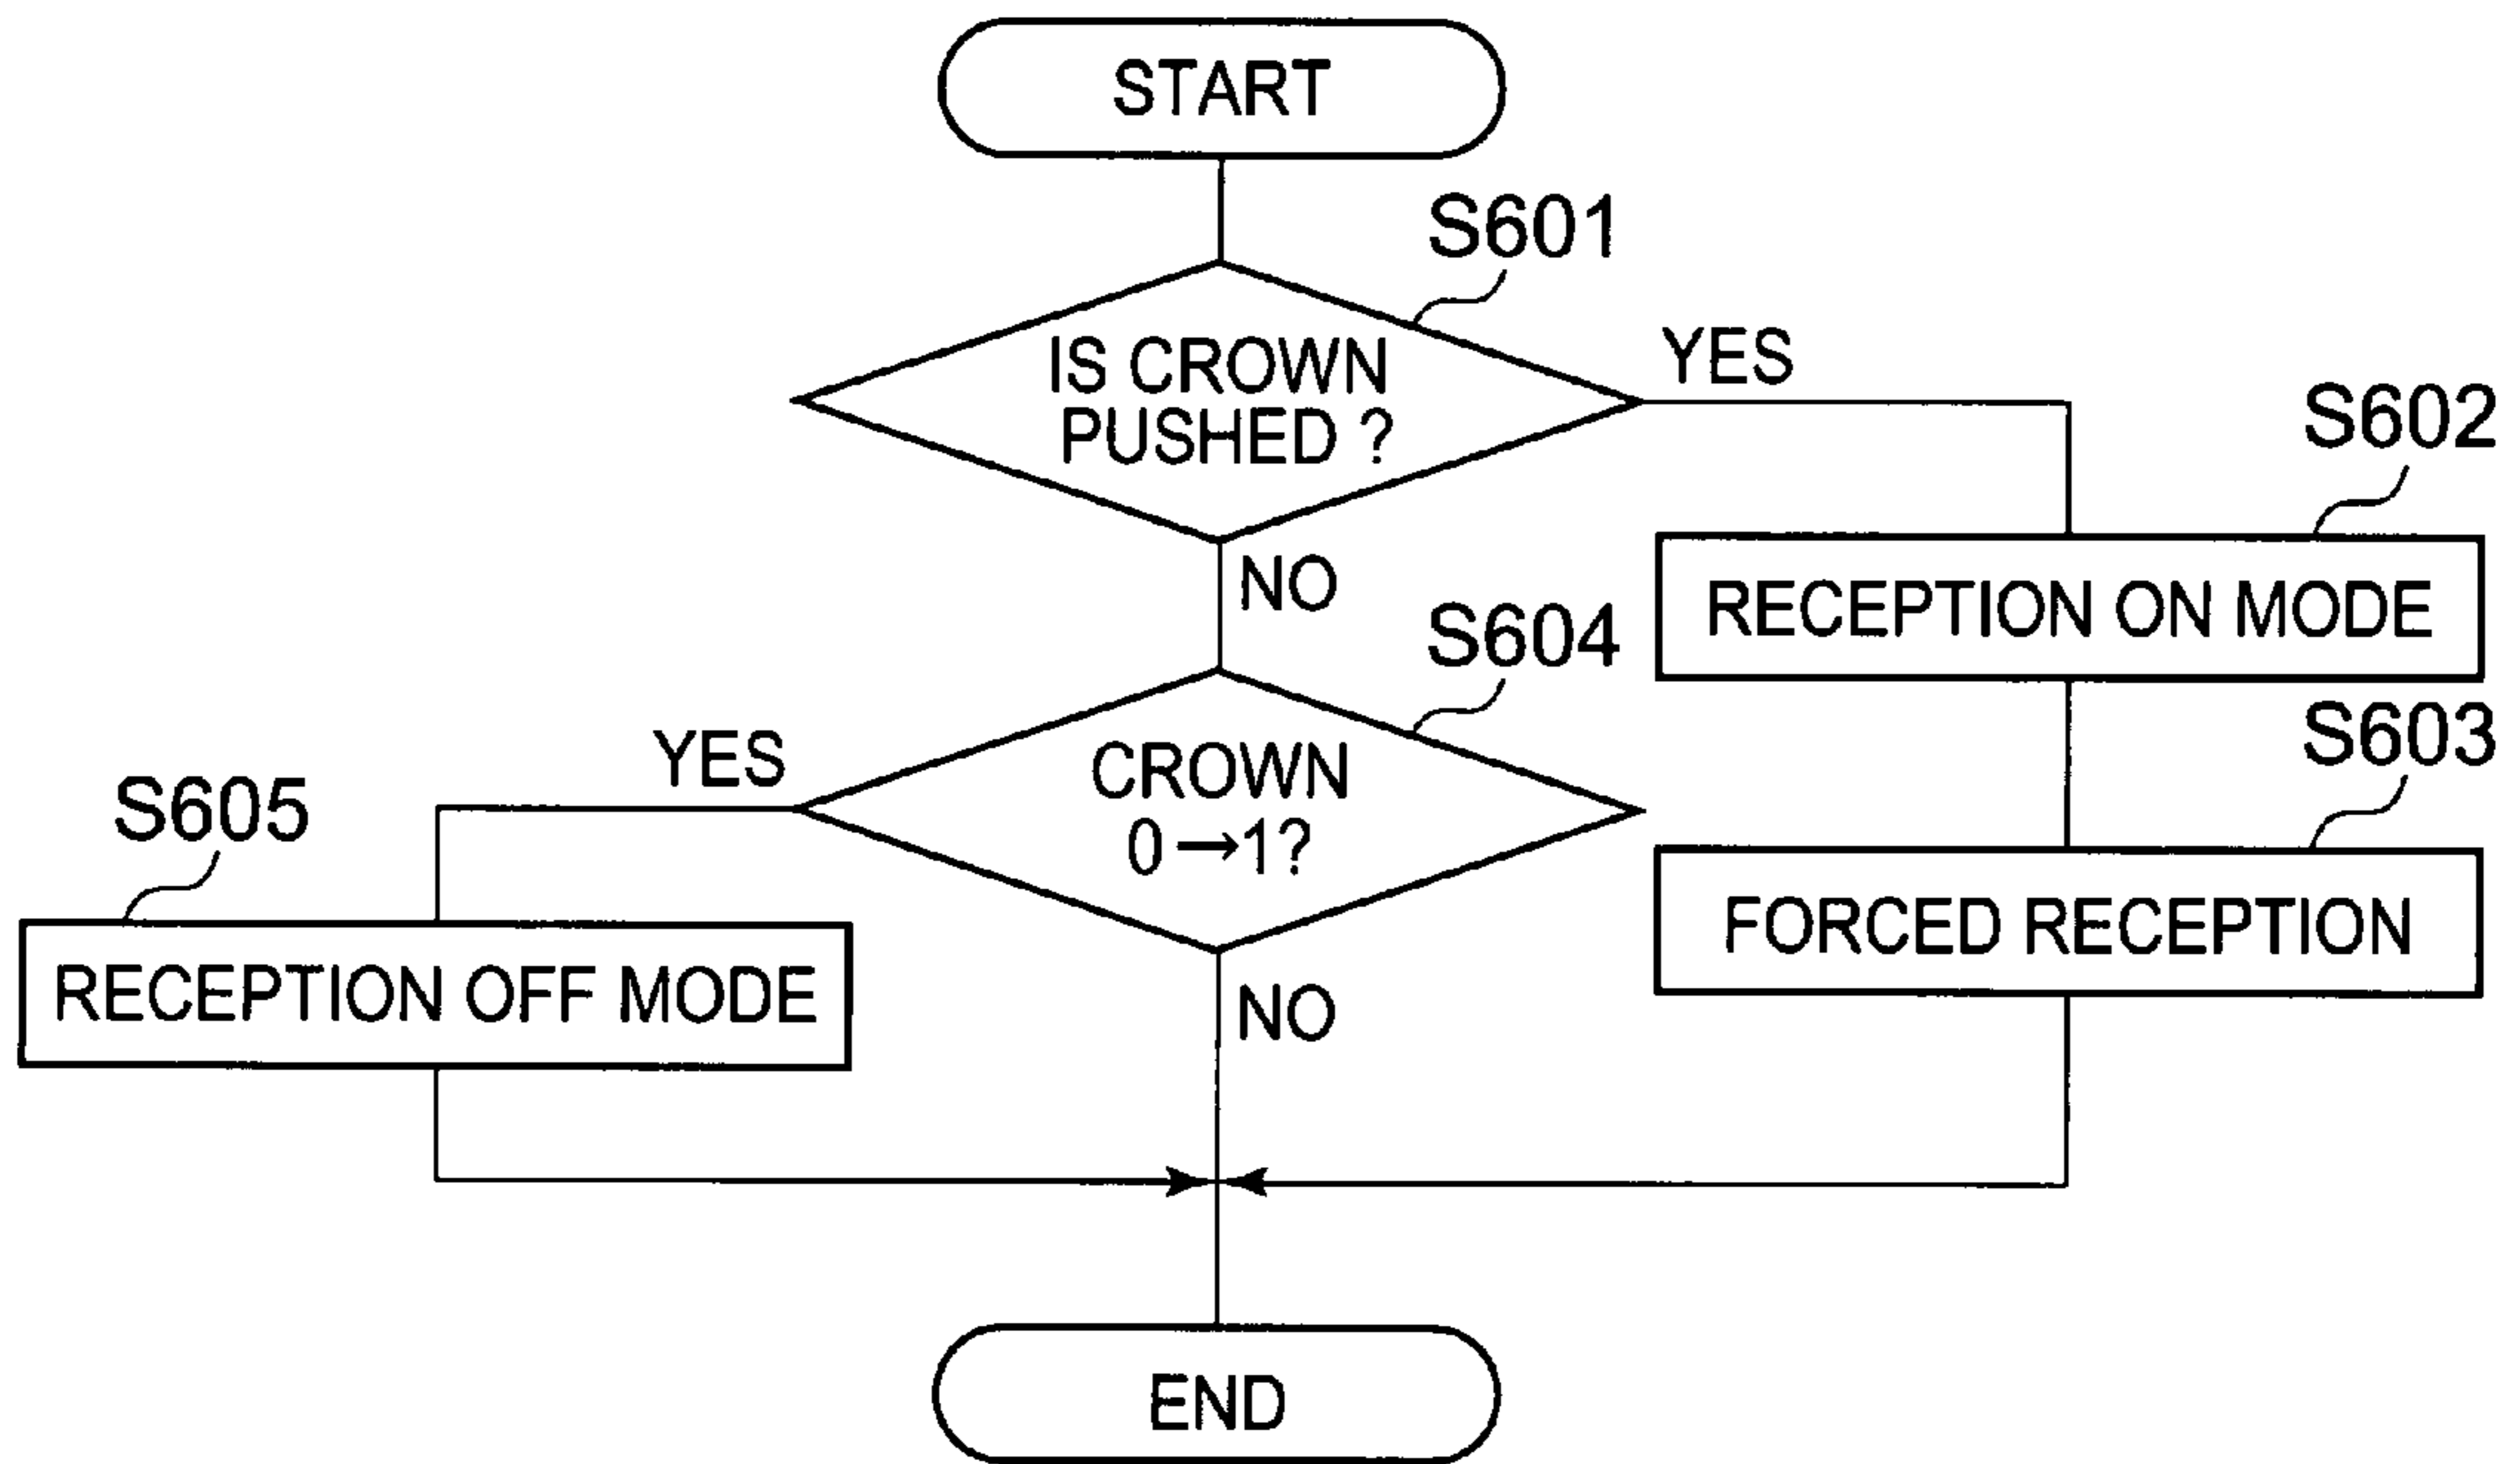 START
S601
IS CROWN
PUSHED ?
YES
S602
NO
RECEPTION ON MODE
S604
S603
YES
CROWN
0→1?
S605
FORCED RECEPTION
RECEPTION OFF MODE
NO
END